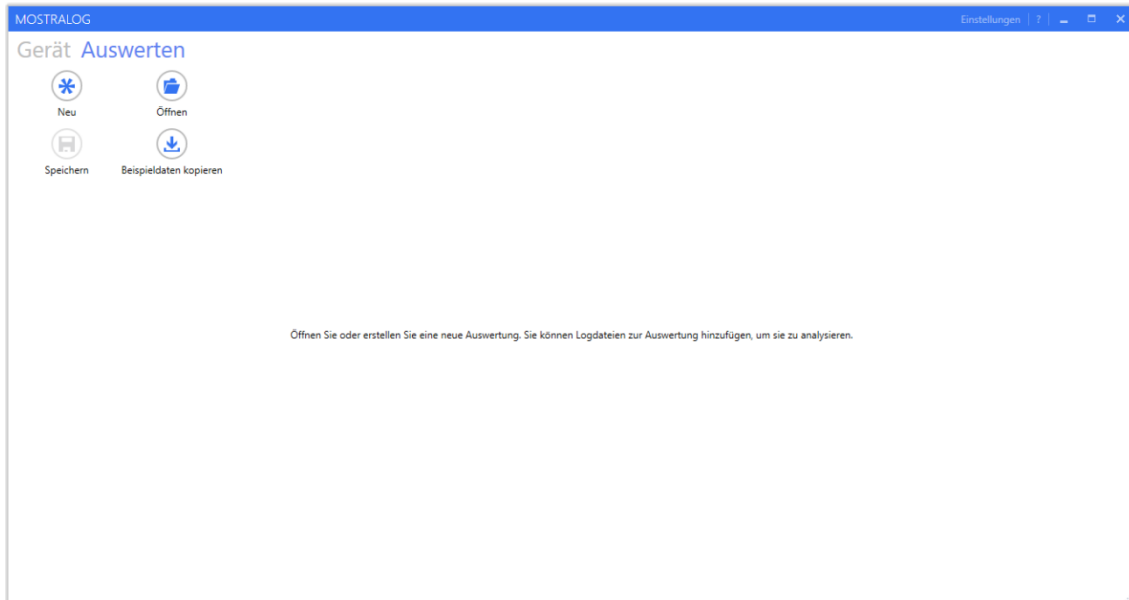 MOSTRALOG
Einstellungen | ? |
Gerät Auswerten
Neu
Öffnen
Speichern
Beispieldaten kopieren
Öffnen Sie oder erstellen Sie eine neue Auswertung. Sie können Logdateien zur Auswertung hinzufügen, um sie zu analysieren.